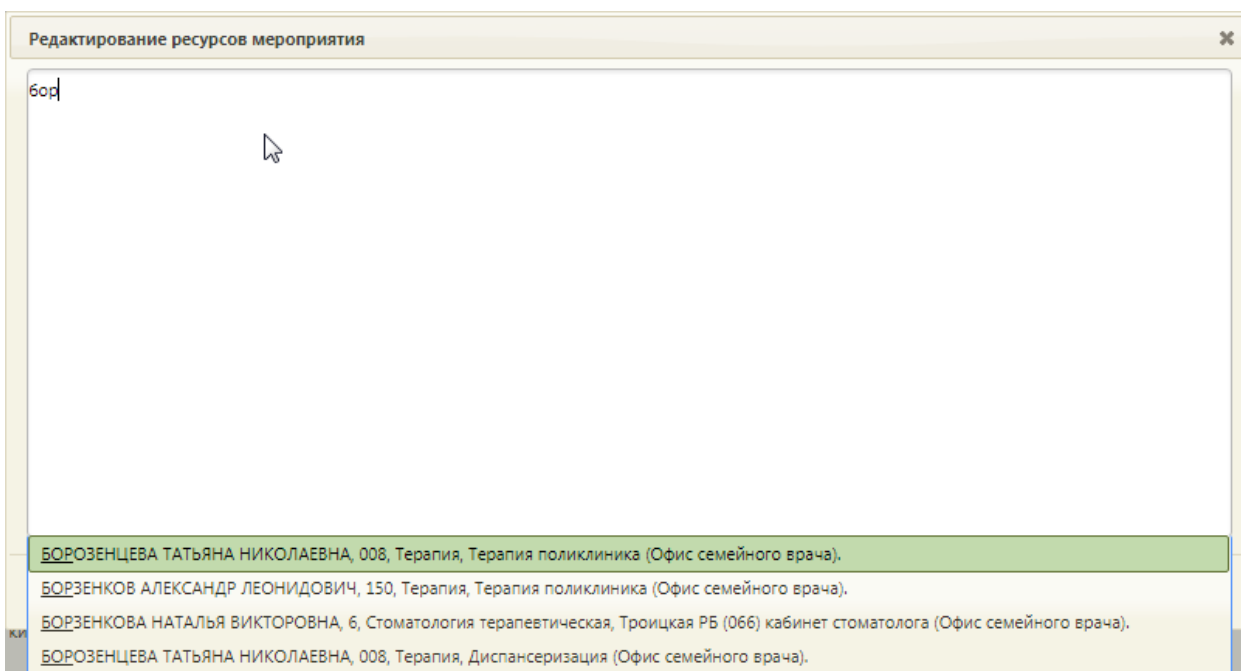 Редактирование ресурсов мероприятия
бор
БОРОЗЕНЦЕВА ТАТЬЯНА НИКОЛАЕВНА, 008, Терапия, Терапия поликлиника (Офис семейного врача).
БОРЗЕНКОВ АЛЕКСАНДР ЛЕОНИДОВИЧ, 150, Терапия, Терапия поликлиника (Офис семейного врача).
БОРЗЕНКОВА НАТАЛЬЯ ВИКТОРОВНА, 6, Стоматология терапевтическая, Троицкая РБ (066) кабинет стоматолога (Офис семейного врача).
БОРОЗЕНЦЕВА ТАТЬЯНА НИКОЛАЕВНА, 008, Терапия, Диспансеризация (Офис семейного врача).